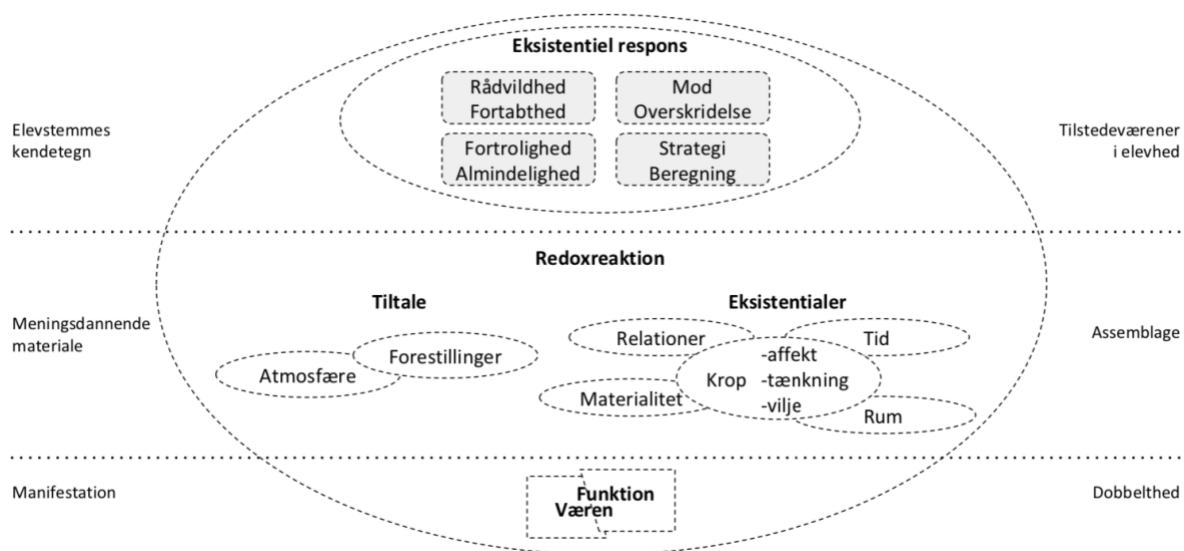 Eksistentiel respons
Rådvildhed
Fortabthed
Mod
Overskridelse
Elevstemmes
kendetegn
Tilstedeværener
i elevhed
Fortrolighed
Almindelighed
Strategi
Beregning
Redoxreaktion
Tiltale
Eksistentialer
Meningsdannende
materiale
Assemblage
Atmosfære
Forestillinger
Relationer
Tid
Krop
-affekt
-tænkning
-vilje
Materialitet
Rum
Manifestation
Funktion
Væren
Dobbelthed